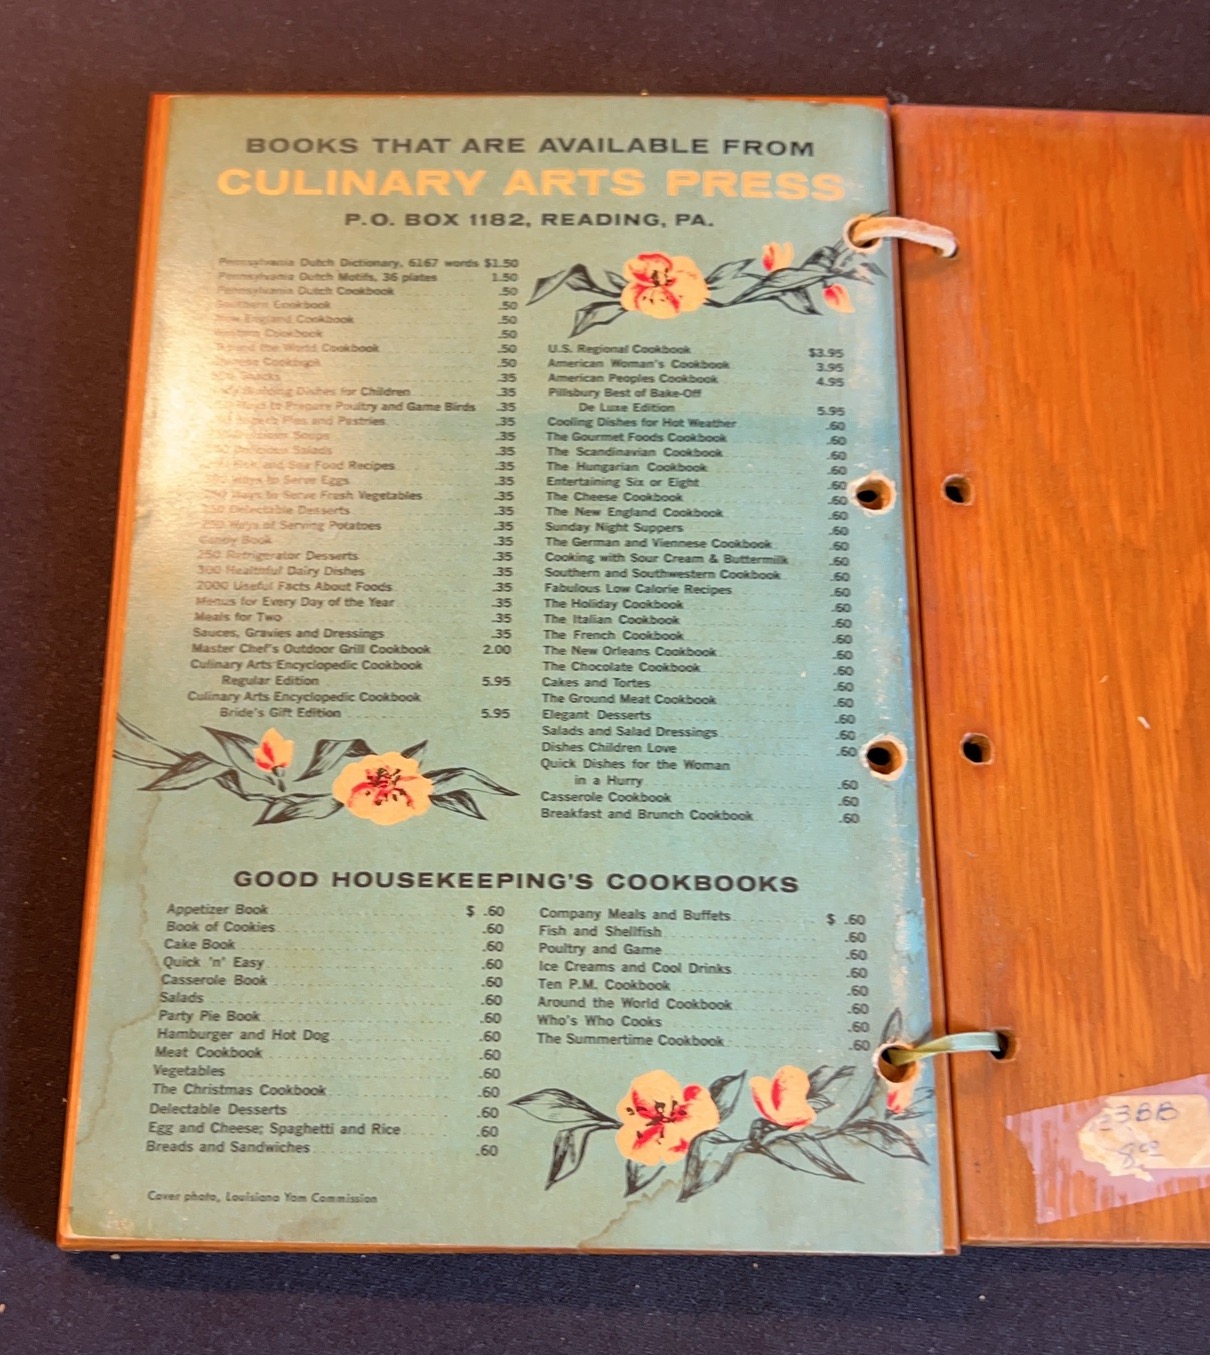 BOOKS THAT ARE AVAILABLE FROM
CULINARY ARTS PRESS
P.O. BOX 1182, READING, PA.
Pennsylvania Dutch Dictionary, 6167 words $1.50
Pennsylvania Dutch Motifs, 36 plates 1.50
Pennsylvania Dutch Cookbook .50
Southern Cookbook .50
New England Cookbook .50
Western Cookbook .50
Around the World Cookbook .50
Cookbook .50
Snacks .35
Dishes for Children .35
Ways to Prepare Poultry and Game Birds .35
Pies and Pastries .35
Soups .35
Delicious Salads .35
Fish and Sea Food Recipes .35
Ways to Serve Eggs .35
250 Ways to Serve Fresh Vegetables .35
250 Delectable Desserts .35
250 Ways of Serving Potatoes .35
Candy Book .35
250 Refrigerator Desserts .35
300 Healthful Dairy Dishes .35
2000 Useful Facts About Foods .35
Menus for Every Day of the Year .35
Meals for Two .35
Sauces, Gravies and Dressings .35
Master Chef's Outdoor Grill Cookbook 2.00
Culinary Arts Encyclopedic Cookbook
Regular Edition 5.95
Culinary Arts Encyclopedic Cookbook
Bride's Gift Edition 5.95
U.S. Regional Cookbook $3.95
American Woman's Cookbook 3.95
American Peoples Cookbook 4.95
Pillsbury Best of Bake-Off
De Luxe Edition 5.95
Cooling Dishes for Hot Weather .60
The Gourmet Foods Cookbook .60
The Scandinavian Cookbook .60
The Hungarian Cookbook .60
Entertaining Six or Eight .60
The Cheese Cookbook .60
The New England Cookbook .60
Sunday Night Suppers .60
The German and Viennese Cookbook .60
Cooking with Sour Cream & Buttermilk .60
Southern and Southwestern Cookbook .60
Fabulous Low Calorie Recipes .60
The Holiday Cookbook .60
The Italian Cookbook .60
The French Cookbook .60
The New Orleans Cookbook .60
The Chocolate Cookbook .60
Cakes and Tortes .60
The Ground Meat Cookbook .60
Elegant Desserts .60
Salads and Salad Dressings .60
Dishes Children Love .60
Quick Dishes for the Woman
in a Hurry .60
Casserole Cookbook .60
Breakfast and Brunch Cookbook .60
GOOD HOUSEKEEPING'S COOKBOOKS
Appetizer Book $ .60
Book of Cookies .60
Cake Book .60
Quick 'n' Easy .60
Casserole Book .60
Salads .60
Party Pie Book .60
Hamburger and Hot Dog .60
Meat Cookbook .60
Vegetables .60
The Christmas Cookbook .60
Delectable Desserts .60
Egg and Cheese; Spaghetti and Rice .60
Breads and Sandwiches .60
Company Meals and Buffets $ .60
Fish and Shellfish .60
Poultry and Game .60
Ice Creams and Cool Drinks .60
Ten P.M. Cookbook .60
Around the World Cookbook .60
Who's Who Cooks .60
The Summertime Cookbook .60
Cover photo, Louisiana Yam Commission